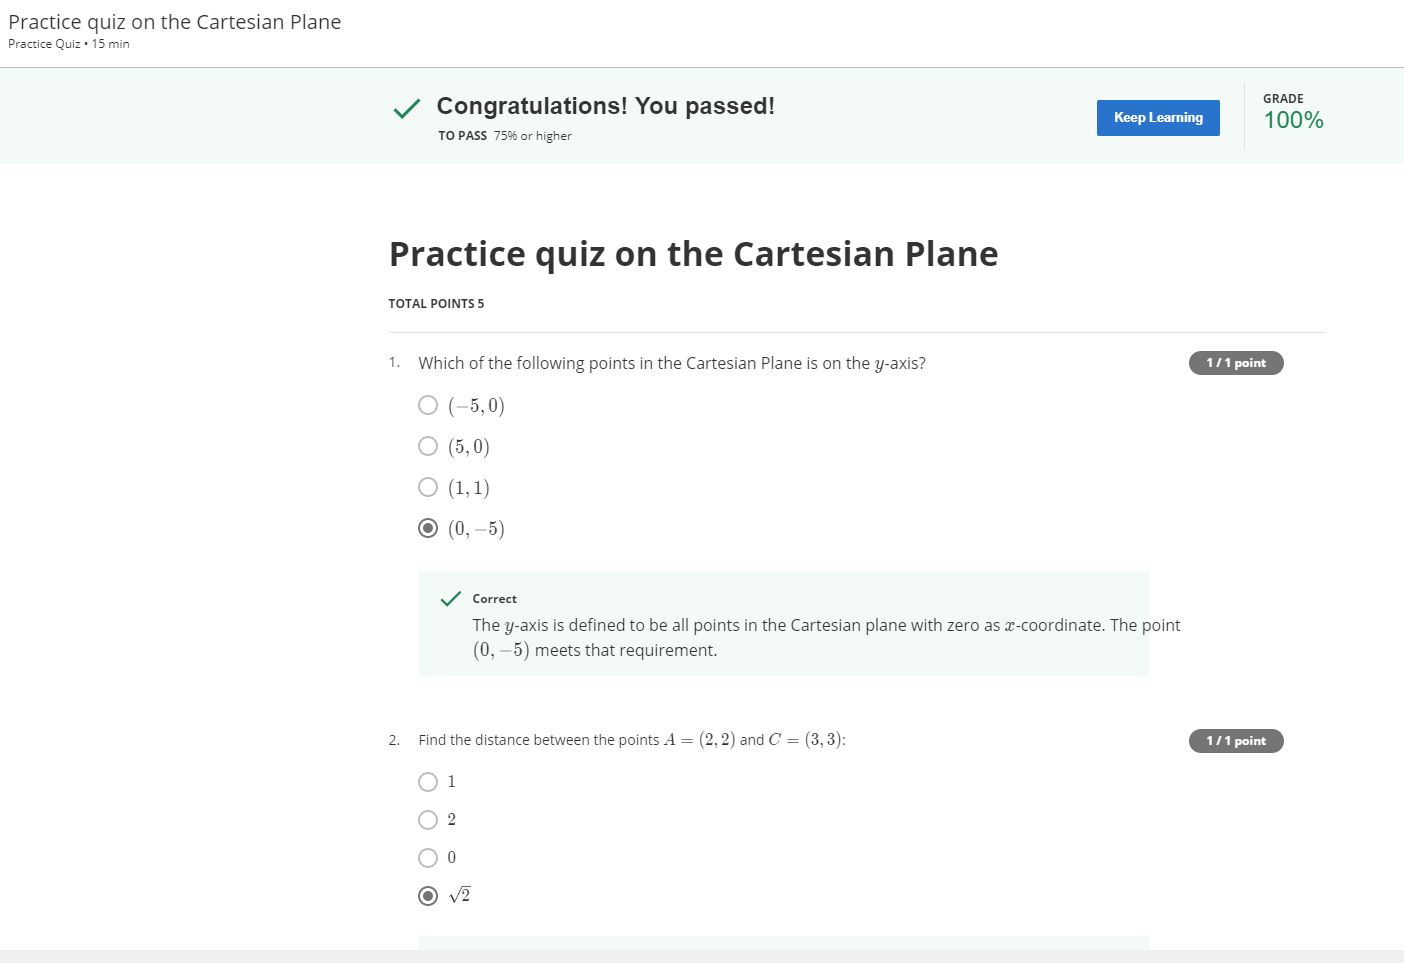 Practice quiz on the Cartesian Plane
Practice Quiz • 15 min
Congratulations! You passed!
TO PASS 75% or higher
Keep Learning
GRADE
100%
Practice quiz on the Cartesian Plane
TOTAL POINTS 5
1. Which of the following points in the Cartesian Plane is on the y-axis?
1 / 1 point
(−5, 0)
(5, 0)
(1, 1)
(0, −5)
Correct
The y-axis is defined to be all points in the Cartesian plane with zero as x-coordinate. The point
(0, −5) meets that requirement.
2. Find the distance between the points A = (2, 2) and C = (3, 3):
1 / 1 point
1
2
0
√2